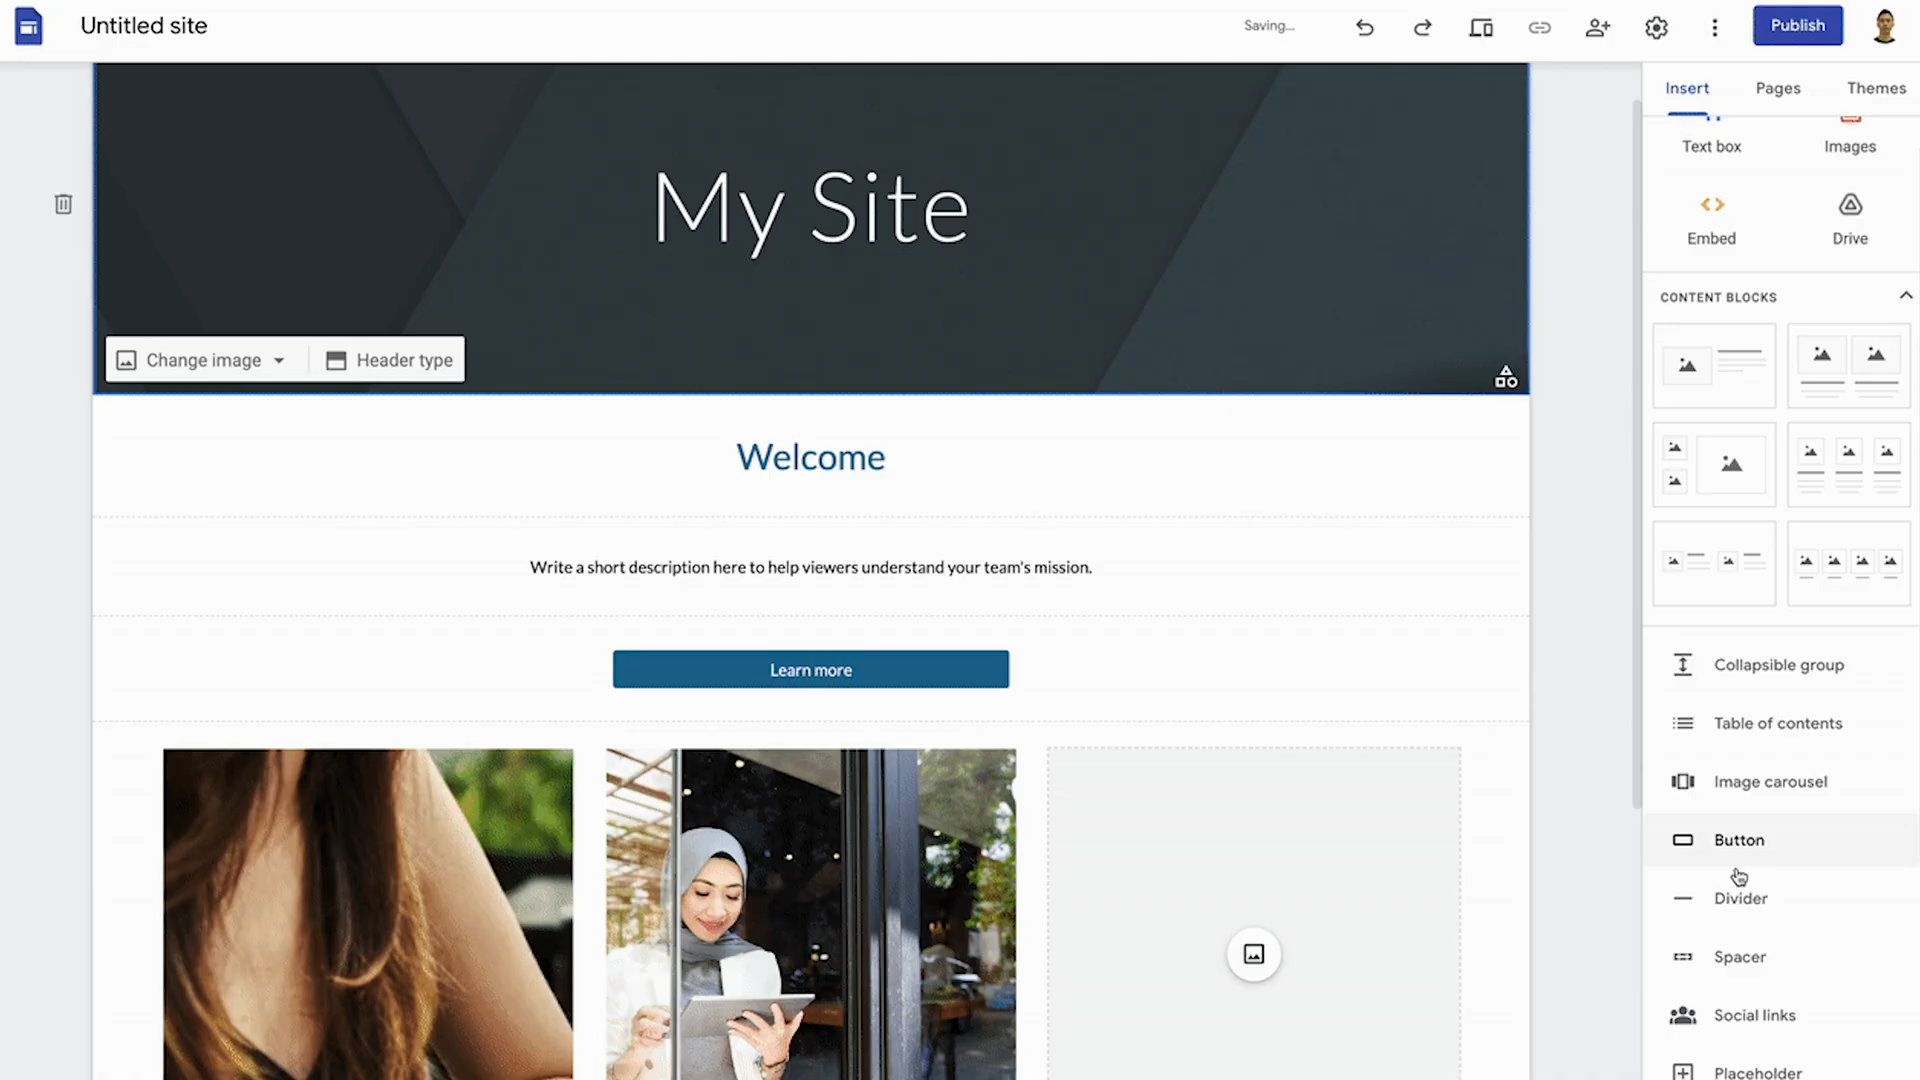 Untitled site
Saving...
Publish
Insert
Pages
Themes
Text box
Images
Embed
Drive
CONTENT BLOCKS
My Site
Change image
Header type
Welcome
Write a short description here to help viewers understand your team's mission.
Learn more
Collapsible group
Table of contents
Image carousel
Button
Divider
Spacer
Social links
Placeholder